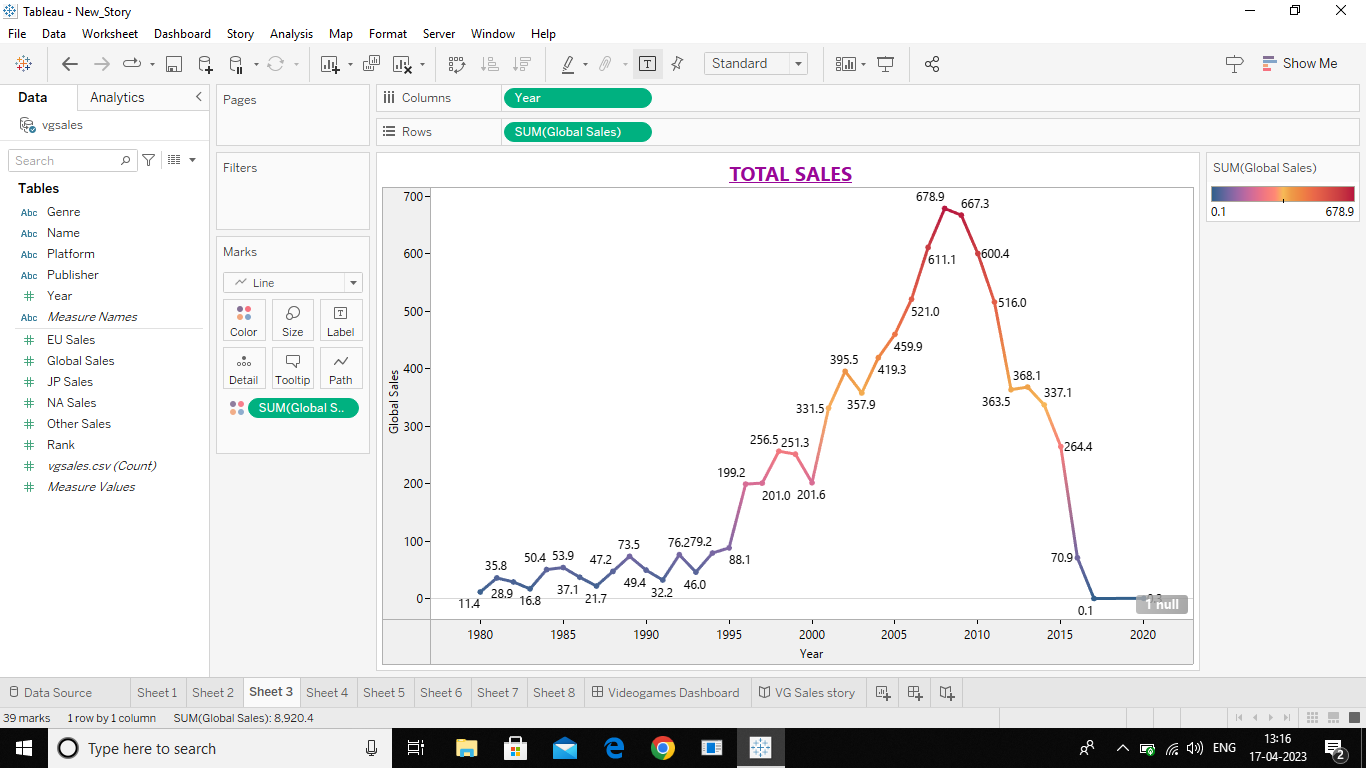 Tableau - New_Story
File Data Worksheet Dashboard Story Analysis Map Format Server Window Help
Standard
Show Me
Data Analytics
vgsales
Search
Tables
Abc Genre
Abc Name
Abc Platform
Abc Publisher
# Year
Abc Measure Names
# EU Sales
# Global Sales
# JP Sales
# NA Sales
# Other Sales
# Rank
# vgsales.csv (Count)
# Measure Values
Pages
Filters
Marks
Line
Color Size Label
Detail Tooltip Path
SUM(Global S..
Columns Year
Rows SUM(Global Sales)
TOTAL SALES
Global Sales
700
600
500
400
300
200
100
0
11.4
35.8
28.9
16.8
50.4
53.9
37.1
21.7
47.2
73.5
49.4
32.2
76.2
46.0
79.2
88.1
199.2
201.0
256.5
251.3
201.6
331.5
395.5
357.9
419.3
459.9
521.0
611.1
678.9
667.3
600.4
516.0
363.5
368.1
337.1
264.4
70.9
0.1
1 null
1980 1985 1990 1995 2000 2005 2010 2015 2020
Year
SUM(Global Sales)
0.1 678.9
Data Source Sheet 1 Sheet 2 Sheet 3 Sheet 4 Sheet 5 Sheet 6 Sheet 7 Sheet 8 Videogames Dashboard VG Sales story
39 marks 1 row by 1 column SUM(Global Sales): 8,920.4
Type here to search
ENG
13:16
17-04-2023
2